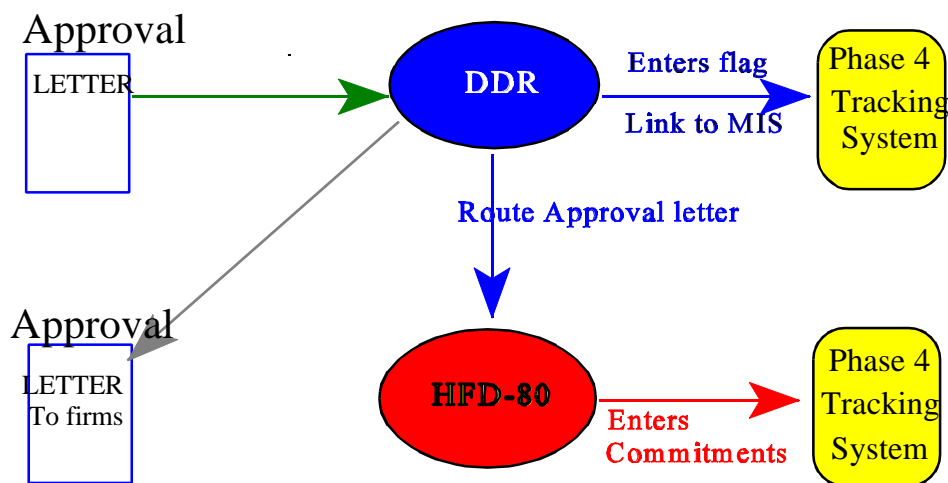 Approval
LETTER
DDR
Enters flag
Link to MIS
Phase 4
Tracking
System
Route Approval letter
Approval
LETTER
To firms
HFD-80
Enters
Commitments
Phase 4
Tracking
System